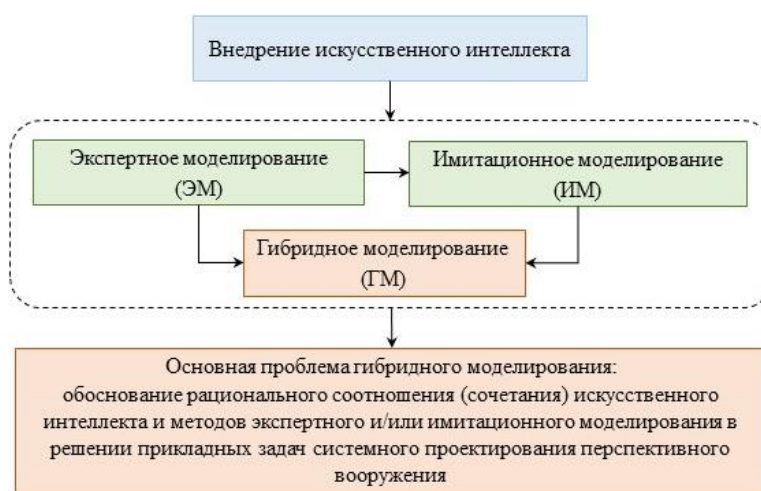 Внедрение искусственного интеллекта
Экспертное моделирование
(ЭМ)
Имитационное моделирование
(ИМ)
Гибридное моделирование
(ГМ)
Основная проблема гибридного моделирования:
обоснование рационального соотношения (сочетания) искусственного
интеллекта и методов экспертного и/или имитационного моделирования в
решении прикладных задач системного проектирования перспективного
вооружения